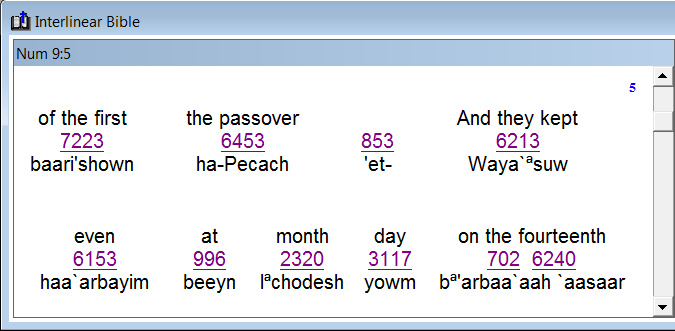 Interlinear Bible
Num 9:5
5
of the first the passover And they kept
7223 6453 853 6213
baari'shown ha-Pecach 'et- Waya`ªsuw
even at month day on the fourteenth
6153 996 2320 3117 702 6240
haa`arbayim beeyn lªchodesh yowm bª'arbaa`aah `aasaar